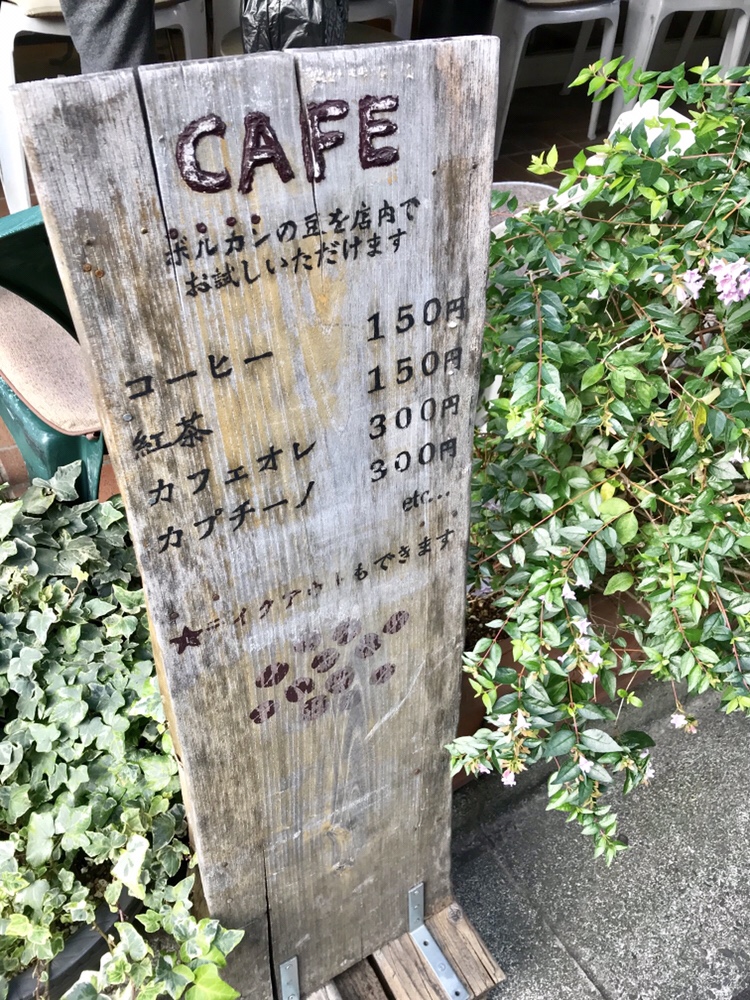 CAFE
ボルカンの豆を店内で
お試しいただけます
コーヒー 150円
紅茶 150円
カフェオレ 300円
カプチーノ 300円
etc...
★テイクアウトもできます